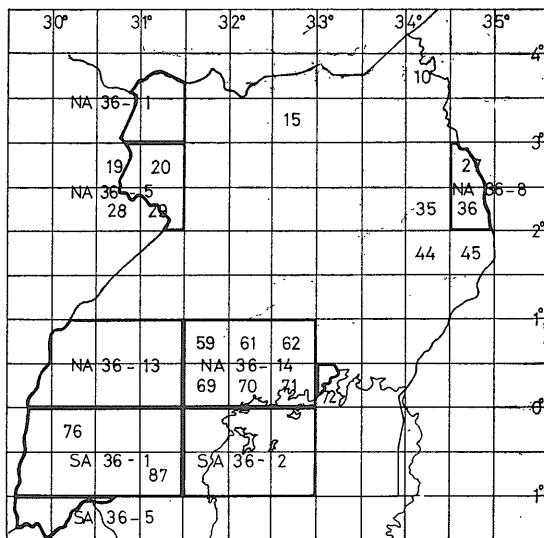 30° 31° 32° 33° 34° 35°
4°
10
NA 36-1
15
3°
19 20 27
NA 36-5 NA 36-8
28 29 35 36
2°
44 45
1°
59 61 62
NA 36-13 NA 36-14
69 70 71 72
0°
76
SA 36-1 SA 36-2
87
1°
SA 36-5